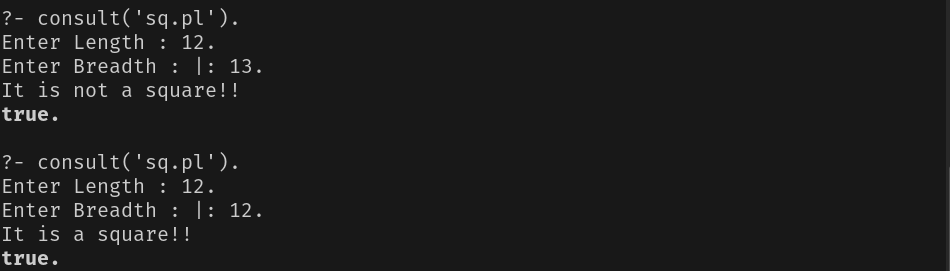 ?- consult('sq.pl').
Enter Length : 12.
Enter Breadth : |: 13.
It is not a square!!
true.
?- consult('sq.pl').
Enter Length : 12.
Enter Breadth : |: 12.
It is a square!!
true.